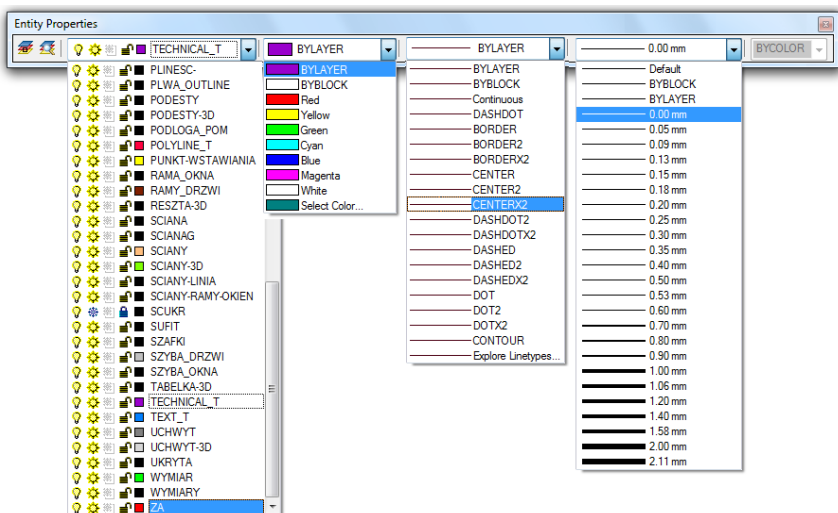 Entity Properties
TECHNICAL_T
BYLAYER
BYLAYER
0.00 mm
BYCOLOR
PLINESC-
PLWA_OUTLINE
PODESTY
PODESTY-3D
PODLOGA_POM
POLYLINE_T
PUNKT-WSTAWIANIA
RAMA_OKNA
RAMY_DRZWI
RESZTA-3D
SCIANA
SCIANAG
SCIANY
SCIANY-3D
SCIANY-LINIA
SCIANY-RAMY-OKIEN
SCUKR
SUFIT
SZAFKI
SZYBA_DRZWI
SZYBA_OKNA
TABELKA-3D
TECHNICAL_T
TEXT_T
UCHWYT
UCHWYT-3D
UKRYTA
WYMIAR
WYMIARY
ZA
BYLAYER
BYBLOCK
Red
Yellow
Green
Cyan
Blue
Magenta
White
Select Color...
BYLAYER
BYBLOCK
Continuous
DASHDOT
BORDER
BORDER2
BORDERX2
CENTER
CENTER2
CENTERX2
DASHDOT2
DASHDOTX2
DASHED
DASHED2
DASHEDX2
DOT
DOT2
DOTX2
CONTOUR
Explore Linetypes...
Default
BYBLOCK
BYLAYER
0.00 mm
0.05 mm
0.09 mm
0.13 mm
0.15 mm
0.18 mm
0.20 mm
0.25 mm
0.30 mm
0.35 mm
0.40 mm
0.50 mm
0.53 mm
0.60 mm
0.70 mm
0.80 mm
0.90 mm
1.00 mm
1.06 mm
1.20 mm
1.40 mm
1.58 mm
2.00 mm
2.11 mm